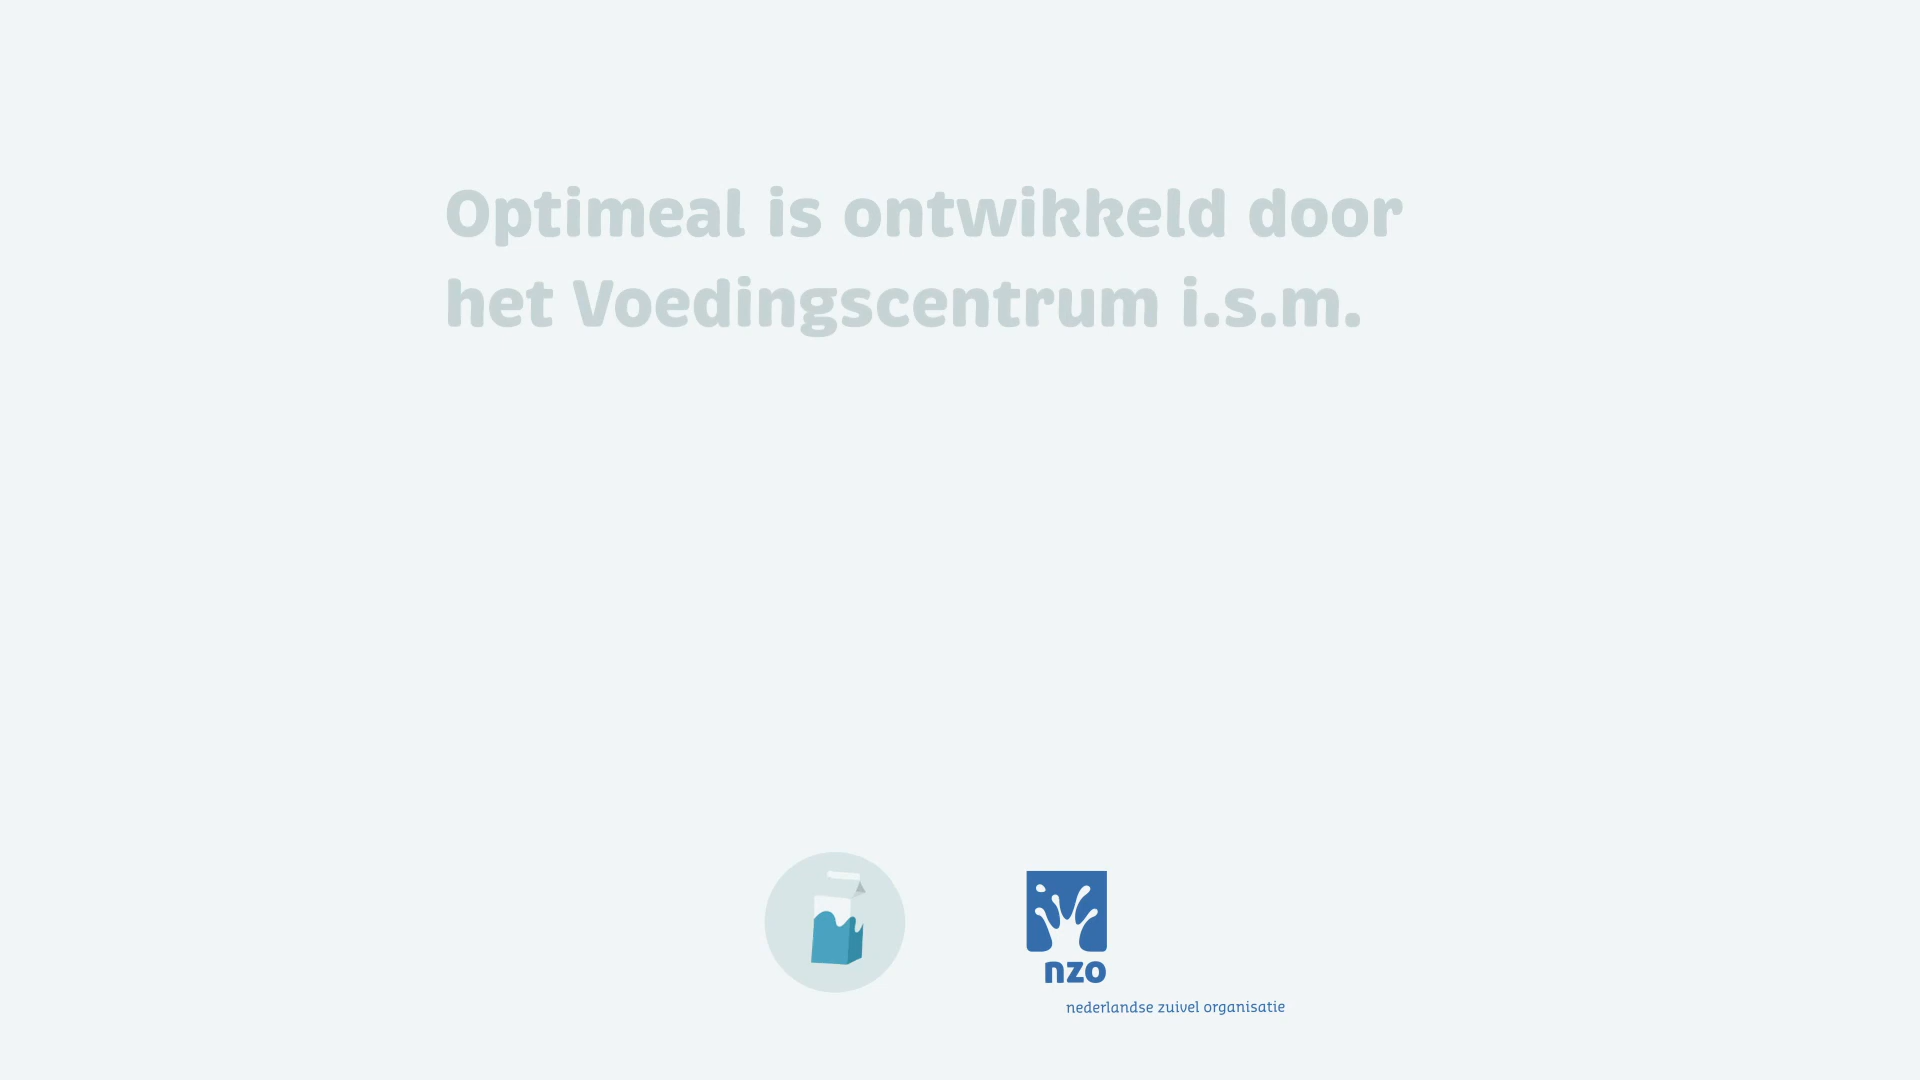 Optimeal is ontwikkeld door
het Voedingscentrum i.s.m.
nzo
nederlandse zuivel organisatie